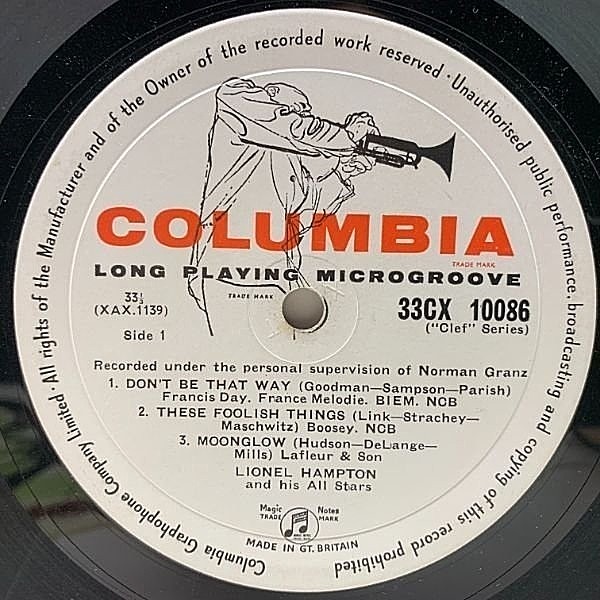 Columbia Graphophone Company Limited · All rights of the Manufacturer and of the Owner of the recorded work reserved · Unauthorised public performance, broadcasting and copying of this record prohibited
COLUMBIA
TRADE MARK
LONG PLAYING MICROGROOVE
TRADE MARK
33⅓
(XAX.1139)
Side 1
33CX 10086
("Clef" Series)
Recorded under the personal supervision of Norman Granz
1. DON'T BE THAT WAY (Goodman—Sampson—Parish)
Francis Day. France Melodie. BIEM. NCB
2. THESE FOOLISH THINGS (Link—Strachey—
Maschwitz) Boosey. NCB
3. MOONGLOW (Hudson—DeLange—
Mills) Lafleur & Son
LIONEL HAMPTON
and his All Stars
Magic Notes
TRADE MARK
MADE IN GT. BRITAIN